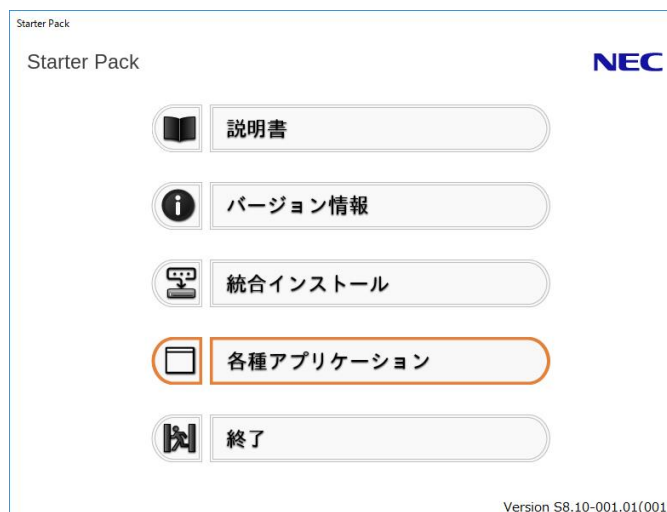 Starter Pack
Starter Pack
NEC
説明書
バージョン情報
統合インストール
各種アプリケーション
終了
Version S8.10-001.01(001